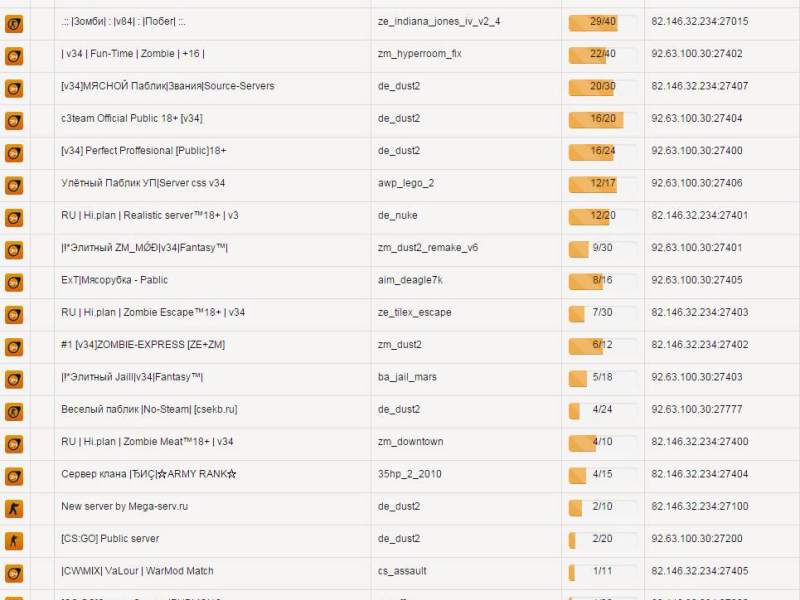 .:: |Зомби| : |v84| : |Побег| ::. ze_indiana_jones_iv_v2_4 29/40 82.146.32.234:27015
| v34 | Fun-Time | Zombie | +16 | zm_hyperroom_fix 22/40 92.63.100.30:27402
[v34]МЯСНОЙ Паблик|Звания|Source-Servers de_dust2 20/30 82.146.32.234:27407
c3team Official Public 18+ [v34] de_dust2 16/20 92.63.100.30:27404
[v34] Perfect Proffesional [Public]18+ de_dust2 16/24 92.63.100.30:27400
Улётный Паблик УП|Server css v34 awp_lego_2 12/17 92.63.100.30:27406
RU | Hi.plan | Realistic server™18+ | v3 de_nuke 12/20 82.146.32.234:27401
|!*Элитный ZM_MǾĐ|v34|Fantasy™| zm_dust2_remake_v6 9/30 92.63.100.30:27401
ExT|Мясорубка - Pablic aim_deagle7k 8/16 92.63.100.30:27405
RU | Hi.plan | Zombie Escape™18+ | v34 ze_tilex_escape 7/30 82.146.32.234:27403
#1 [v34]ZOMBIE-EXPRESS [ZE+ZM] zm_dust2 6/12 82.146.32.234:27402
|!*Элитный Jaill|v34|Fantasy™| ba_jail_mars 5/18 92.63.100.30:27403
Веселый паблик |No-Steam| [csekb.ru] de_dust2 4/24 92.63.100.30:27777
RU | Hi.plan | Zombie Meat™18+ | v34 zm_downtown 4/10 82.146.32.234:27400
Сервер клана |ЂИÇ|☆ARMY RANK☆ 35hp_2_2010 4/15 82.146.32.234:27404
New server by Mega-serv.ru de_dust2 2/10 82.146.32.234:27100
[CS:GO] Public server de_dust2 2/20 92.63.100.30:27200
|CWMIX| VaLour | WarMod Match cs_assault 1/11 82.146.32.234:27405